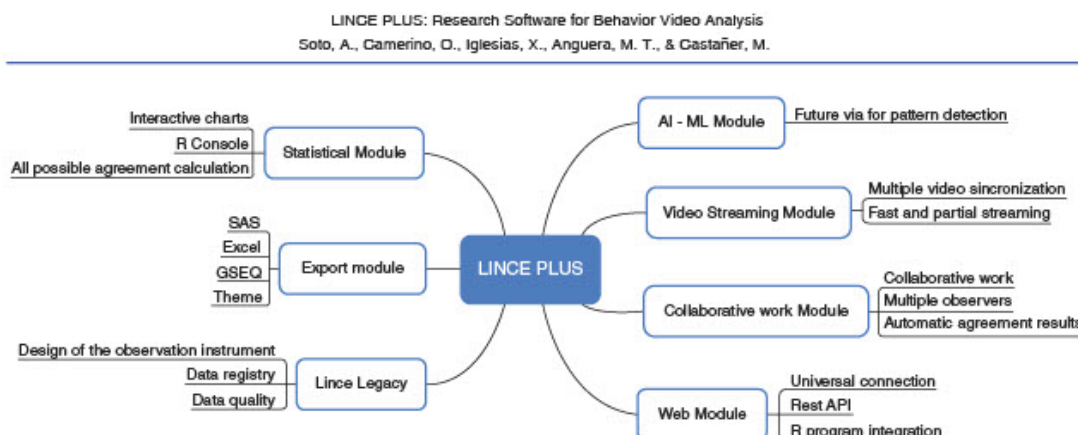 LINCE PLUS: Research Software for Behavior Video Analysis
Soto, A., Camerino, O., Iglesias, X., Anguera, M. T., & Castañer, M.
Interactive charts
R Console
All possible agreement calculation
Statistical Module
SAS
Excel
GSEQ
Theme
Export module
Design of the observation instrument
Data registry
Data quality
Lince Legacy
LINCE PLUS
AI - ML Module
Future via for pattern detection
Video Streaming Module
Multiple video sincronization
Fast and partial streaming
Collaborative work Module
Collaborative work
Multiple observers
Automatic agreement results
Web Module
Universal connection
Rest API
R program integration